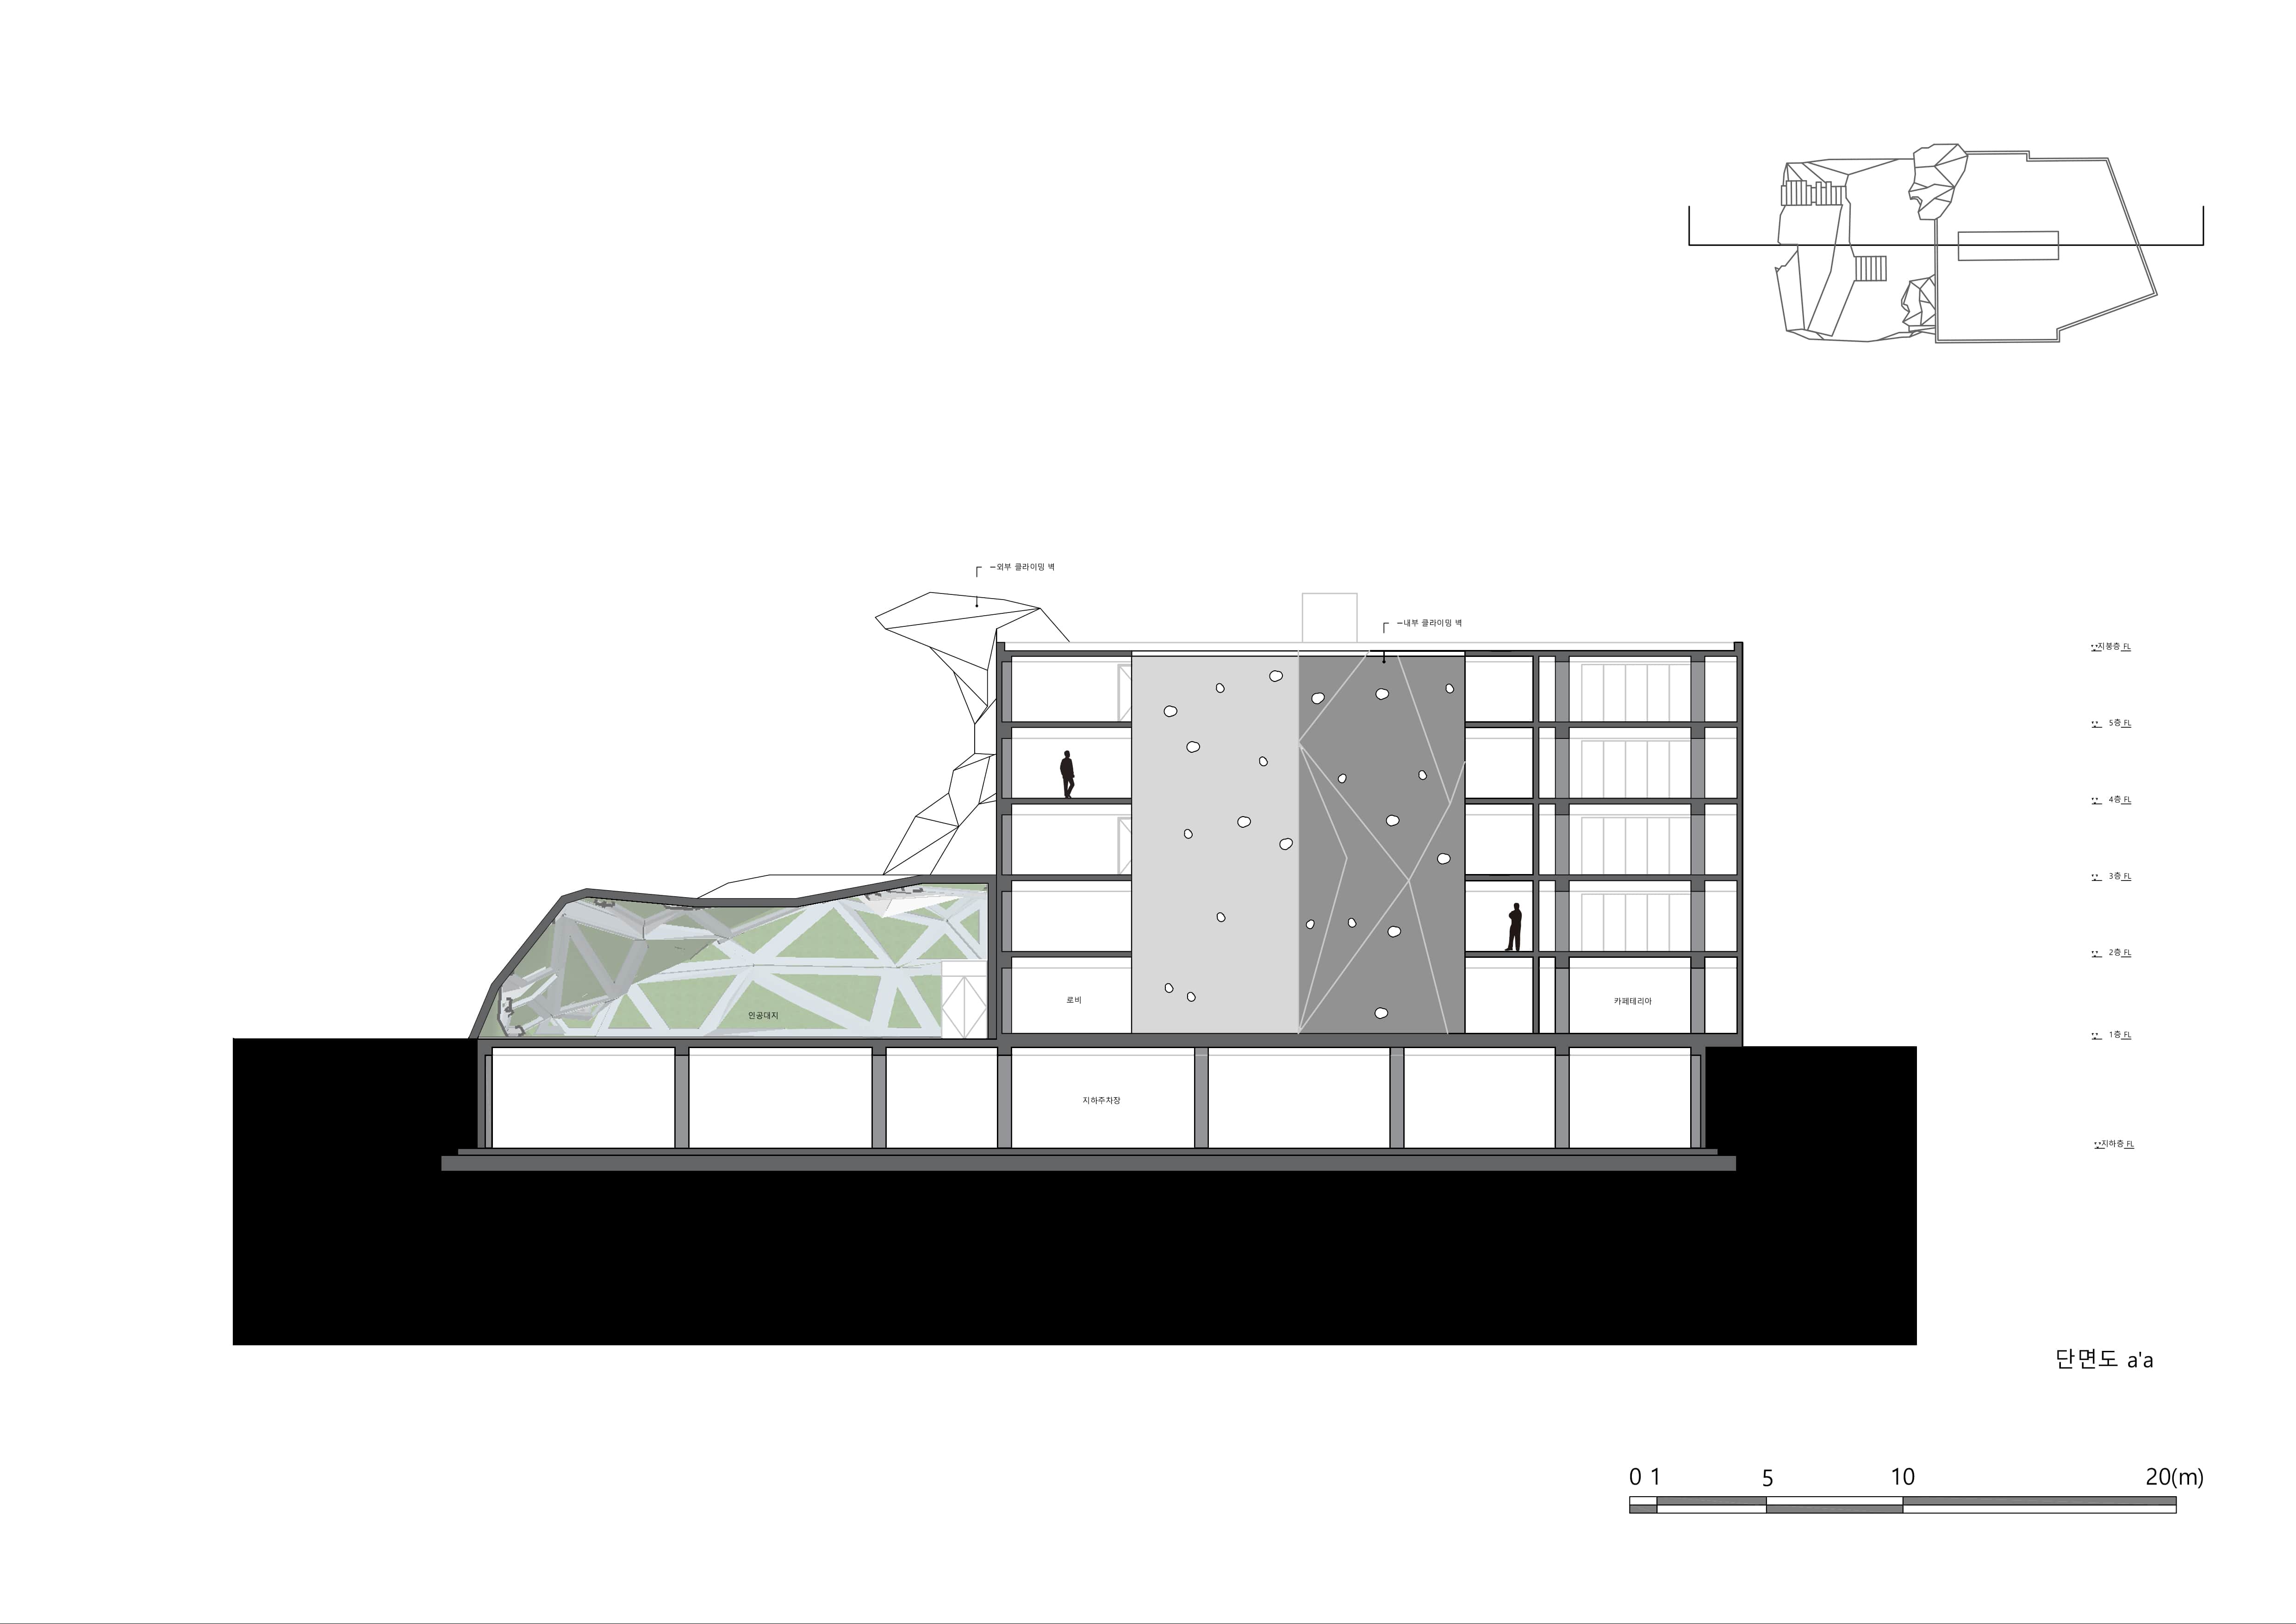 외부 클라이밍 벽
내부 클라이밍 벽
지붕층 FL
5층 FL
4층 FL
3층 FL
2층 FL
로비
카페테리아
인공대지
1층 FL
지하주차장
지하층 FL
단면도 a'a
0 1 5 10 20(m)